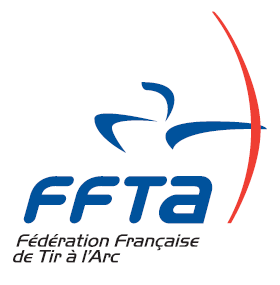 FFTa
Fédération Française
de Tir à l'Arc